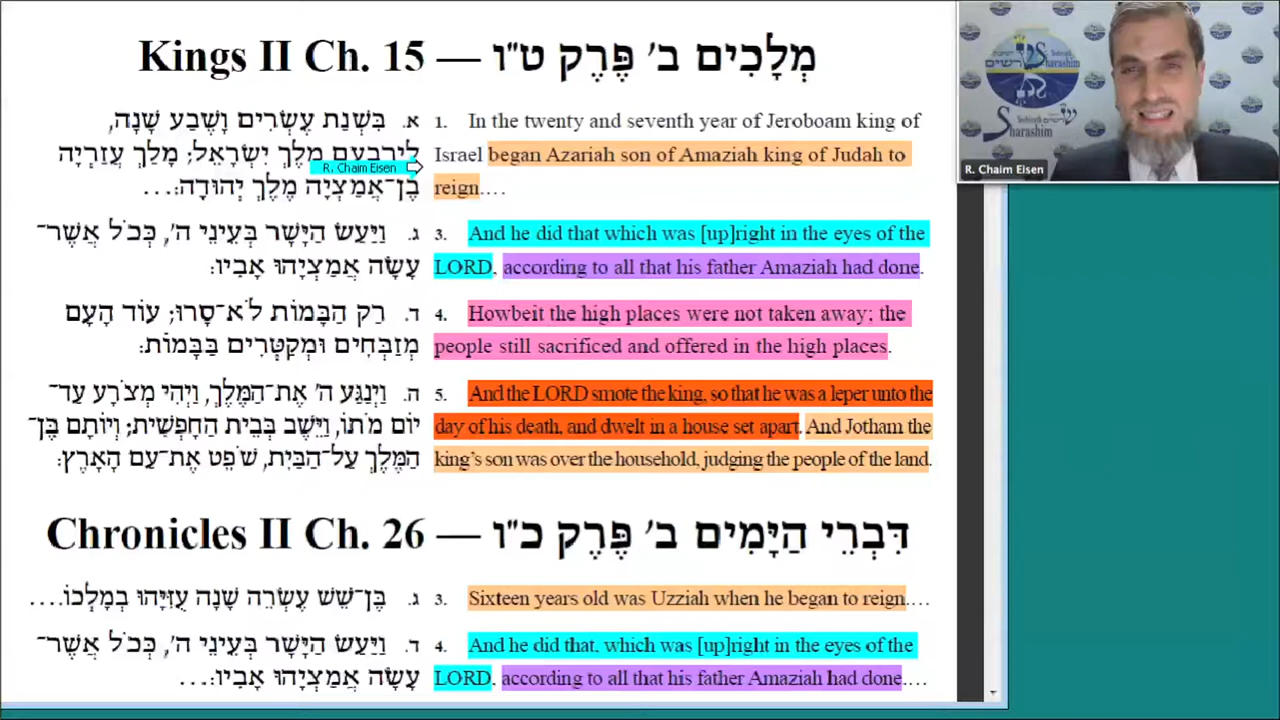 Kings II Ch. 15 — מְלָכִים ב׳ פֶּרֶק ט״ו
א. בִּשְׁנַת עֶשְׂרִים וָשֶׁבַע שָׁנָה,
לְיָרָבְעָם מֶלֶךְ יִשְׂרָאֵל; מָלַךְ עֲזַרְיָה
בֶן־אֲמַצְיָה מֶלֶךְ יְהוּדָה:...
1. In the twenty and seventh year of Jeroboam king of
Israel began Azariah son of Amaziah king of Judah to
reign....
ג. וַיַּעַשׂ הַיָּשָׁר בְּעֵינֵי ה׳, כְּכֹל אֲשֶׁר־
עָשָׂה אֲמַצְיָהוּ אָבִיו:
3. And he did that which was [up]right in the eyes of the
LORD, according to all that his father Amaziah had done.
ד. רַק הַבָּמוֹת לֹא־סָרוּ; עוֹד הָעָם
מְזַבְּחִים וּמְקַטְּרִים בַּבָּמוֹת:
4. Howbeit the high places were not taken away; the
people still sacrificed and offered in the high places.
ה. וַיְנַגַּע ה׳ אֶת־הַמֶּלֶךְ, וַיְהִי מְצֹרָע עַד־
יוֹם מֹתוֹ, וַיֵּשֶׁב בְּבֵית הַחָפְשִׁית; וְיוֹתָם בֶּן־
הַמֶּלֶךְ עַל־הַבַּיִת, שֹׁפֵט אֶת־עַם הָאָרֶץ:
5. And the LORD smote the king, so that he was a leper unto the
day of his death, and dwelt in a house set apart. And Jotham the
king's son was over the household, judging the people of the land.
Chronicles II Ch. 26 — דִּבְרֵי הַיָּמִים ב׳ פֶּרֶק כ״ו
ג. בֶּן־שֵׁשׁ עֶשְׂרֵה שָׁנָה עֻזִּיָּהוּ בְמָלְכוֹ....
3. Sixteen years old was Uzziah when he began to reign....
ד. וַיַּעַשׂ הַיָּשָׁר בְּעֵינֵי ה׳, כְּכֹל אֲשֶׁר־
עָשָׂה אֲמַצְיָהוּ אָבִיו:...
4. And he did that, which was [up]right in the eyes of the
LORD, according to all that his father Amaziah had done....
R. Chaim Eisen
R. Chaim Eisen
Sharashim
שרשים
Sharashim